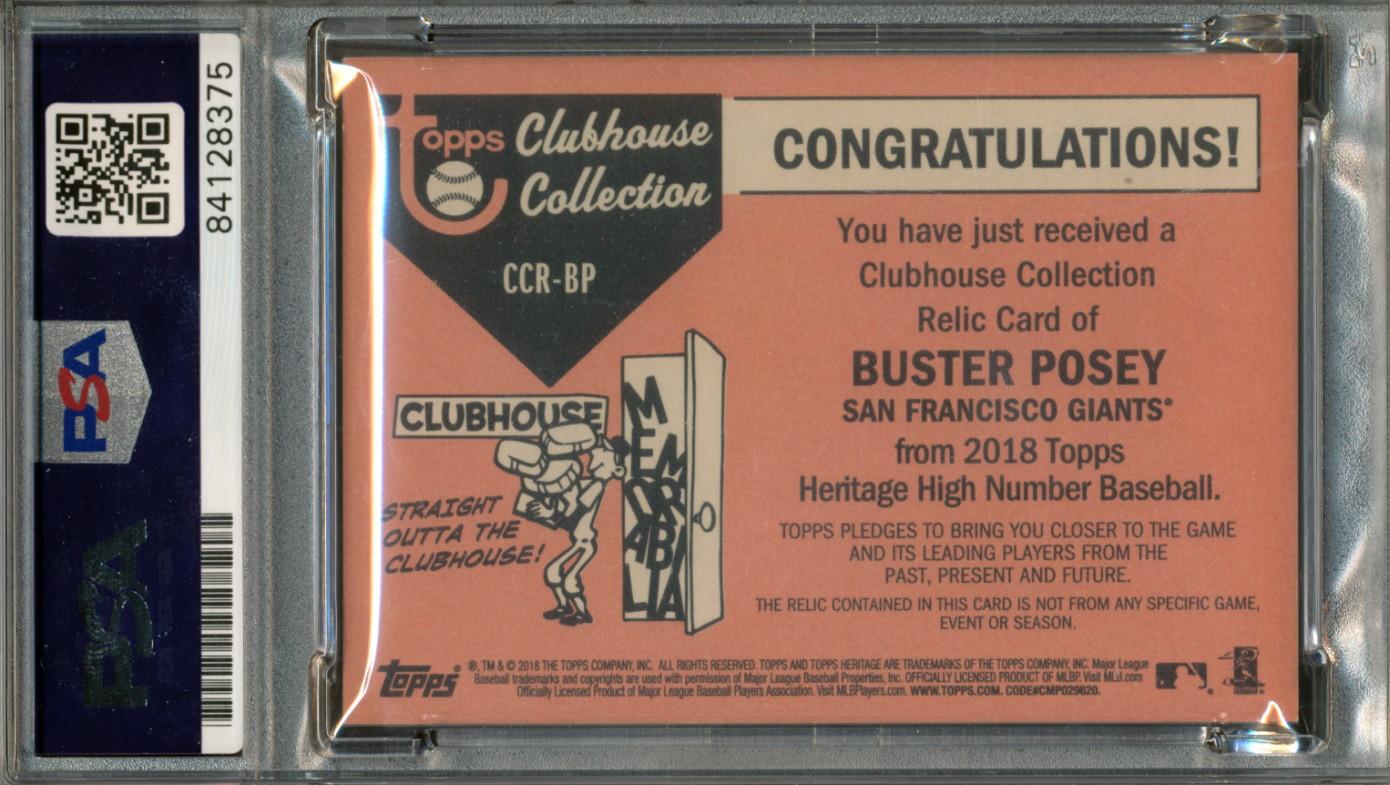 84128375
PSA
PSA
topps Clubhouse
Collection
CCR-BP
CONGRATULATIONS!
You have just received a
Clubhouse Collection
Relic Card of
BUSTER POSEY
SAN FRANCISCO GIANTS®
from 2018 Topps
Heritage High Number Baseball.
TOPPS PLEDGES TO BRING YOU CLOSER TO THE GAME
AND ITS LEADING PLAYERS FROM THE
PAST, PRESENT AND FUTURE.
THE RELIC CONTAINED IN THIS CARD IS NOT FROM ANY SPECIFIC GAME,
EVENT OR SEASON.
CLUBHOUSE
MEMORABILIA
STRAIGHT
OUTTA THE
CLUBHOUSE!
topps®
®, TM & © 2018 THE TOPPS COMPANY, INC. ALL RIGHTS RESERVED. TOPPS AND TOPPS HERITAGE ARE TRADEMARKS OF THE TOPPS COMPANY, INC. Major League
Baseball trademarks and copyrights are used with permission of Major League Baseball Properties, Inc. OFFICIALLY LICENSED PRODUCT OF MLBP. Visit MLB.com
Officially Licensed Product of Major League Baseball Players Association. Visit MLBPlayers.com. WWW.TOPPS.COM. CODE#CMP029620.